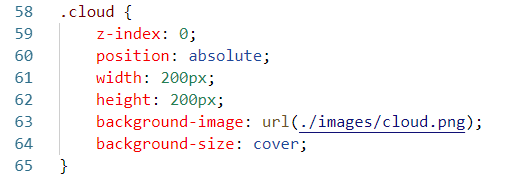 58 .cloud {
59 z-index: 0;
60 position: absolute;
61 width: 200px;
62 height: 200px;
63 background-image: url(./images/cloud.png);
64 background-size: cover;
65 }